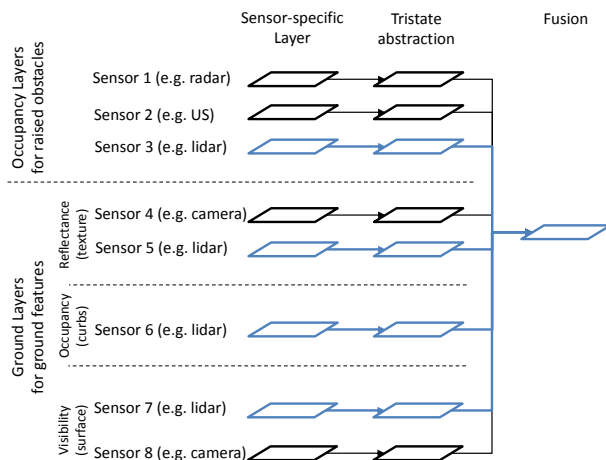 Sensor-specific
Layer
Tristate
abstraction
Fusion
Occupancy Layers
for raised obstacles
Sensor 1 (e.g. radar)
Sensor 2 (e.g. US)
Sensor 3 (e.g. lidar)
Ground Layers
for ground features
Reflectance
(texture)
Sensor 4 (e.g. camera)
Sensor 5 (e.g. lidar)
Occupancy
(curbs)
Sensor 6 (e.g. lidar)
Visibility
(surface)
Sensor 7 (e.g. lidar)
Sensor 8 (e.g. camera)